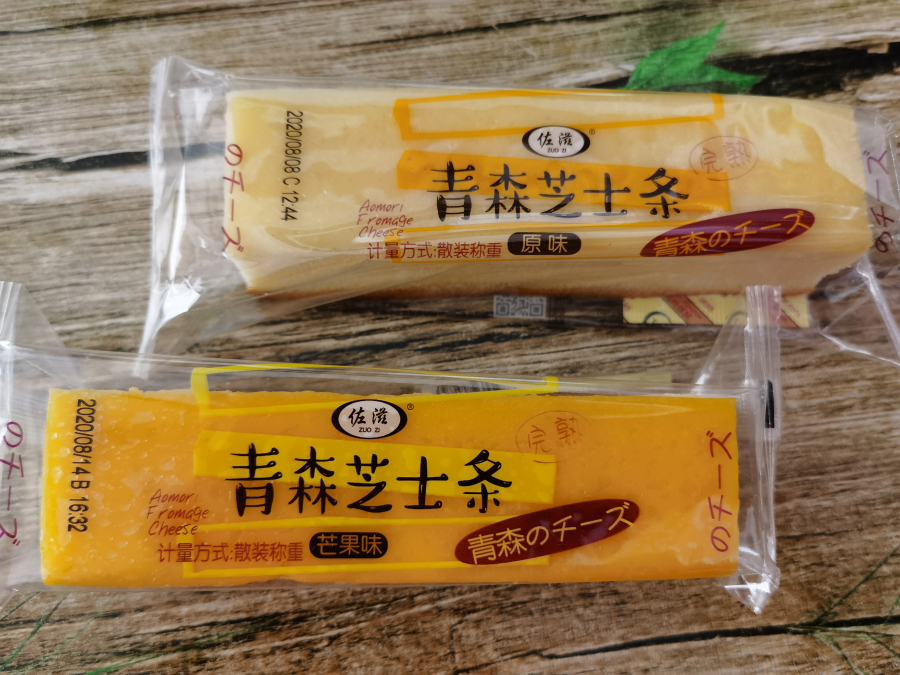 2020/08/08 C 12:44
のチーズ
佐滋®
ZUO ZI
完熟
青森芝士条
Aomori
Fromage
Cheese
计量方式:散装称重
原味
青森のチーズ
のチーズ
2020/08/14 B 16:32
のチーズ
佐滋®
ZUO ZI
完熟
青森芝士条
Aomori
Fromage
Cheese
计量方式:散装称重
芒果味
青森のチーズ
のチーズ